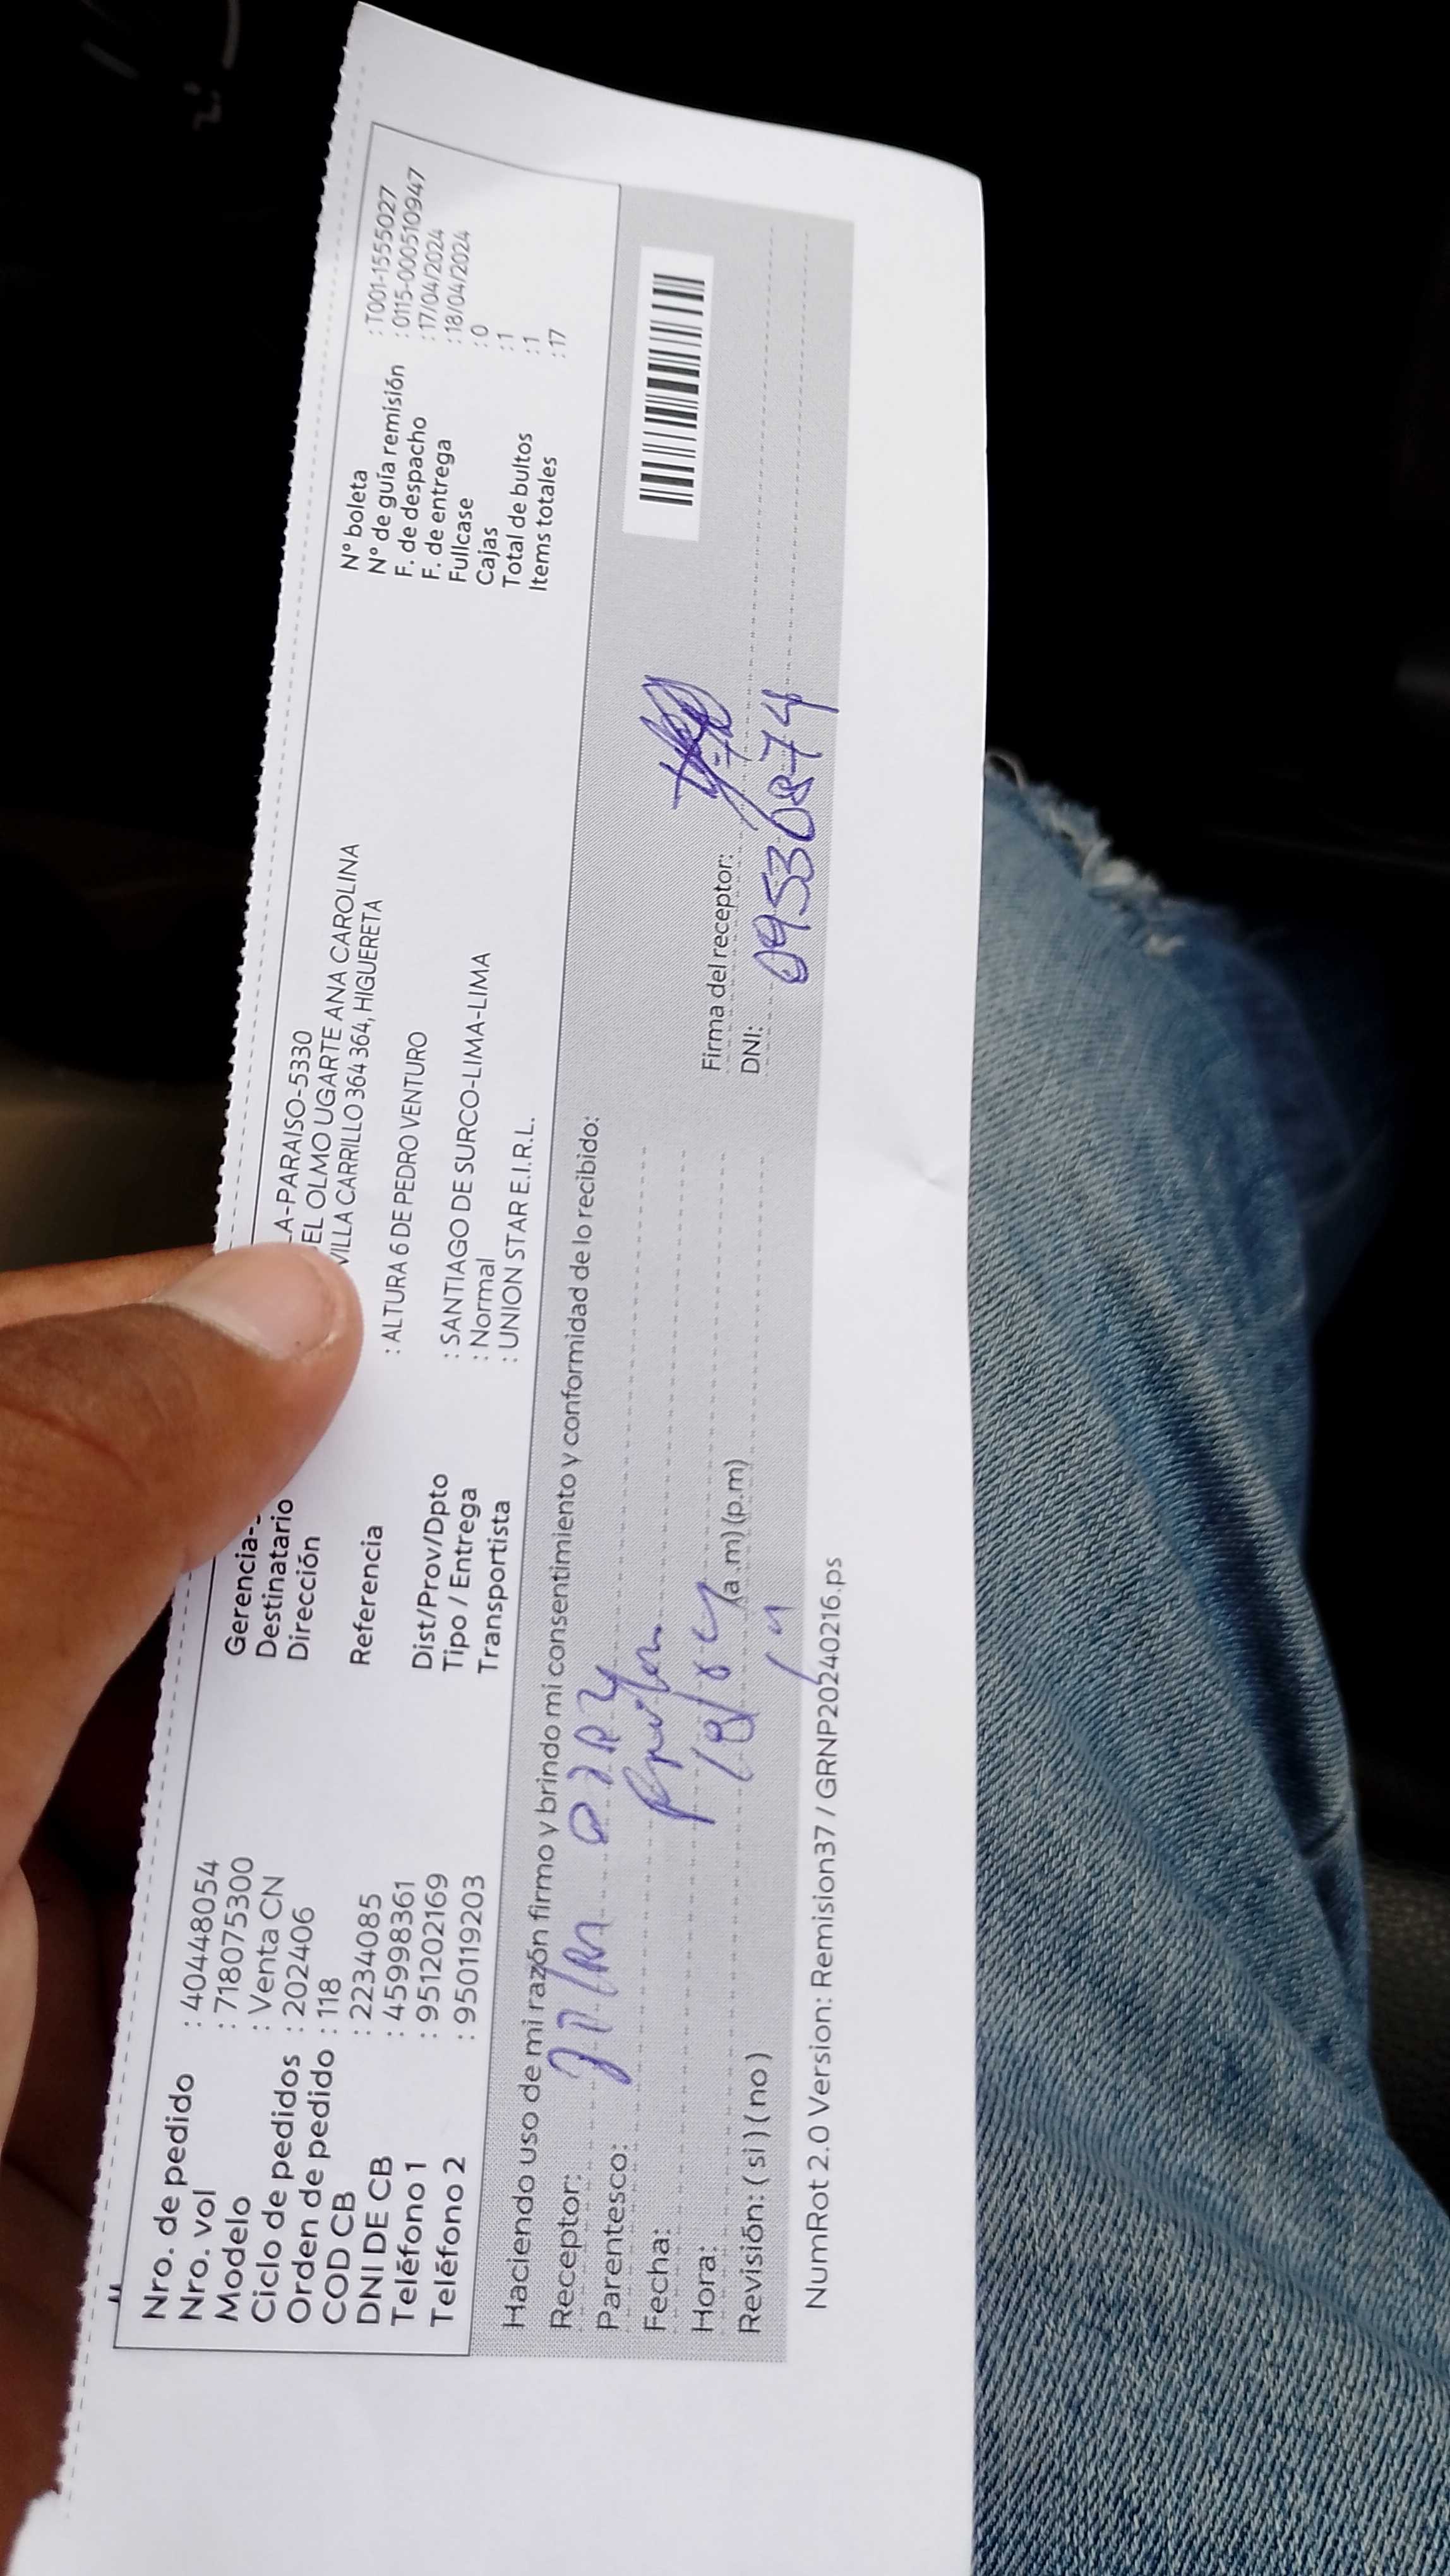 Nro. de pedido : 404448054
Nro. vol : 718075300
Modelo : Venta CN
Ciclo de pedidos : 202406
Orden de pedido : 118
COD CB : 2234085
DNI DE CB : 45998361
Teléfono 1 : 951202169
Teléfono 2 : 950119203
Gerencia- A-PARAISO-5330
Destinatario EL OLMO UGARTE ANA CAROLINA
Dirección VILLA CARRILLO 364 364, HIGUERETA
Referencia : ALTURA 6 DE PEDRO VENTURO
Dist/Prov/Dpto : SANTIAGO DE SURCO-LIMA-LIMA
Tipo / Entrega : Normal
Transportista : UNION STAR E.I.R.L.
N° boleta : T001-1555027
N° de guía remisión : 0115-000510947
F. de despacho : 17/04/2024
F. de entrega : 18/04/2024
Fullcase : 0
Cajas : 1
Total de bultos : 1
Items totales : 17
Haciendo uso de mi razón firmo y brindo mi consentimiento y conformidad de lo recibido:
Receptor:
Parentesco:
Fecha:
Hora: (a.m) (p.m)
Revisión: ( si ) ( no )
Firma del receptor:
DNI: 09536874
NumRot 2.0 Version: Remision37 / GRNP20240216.ps